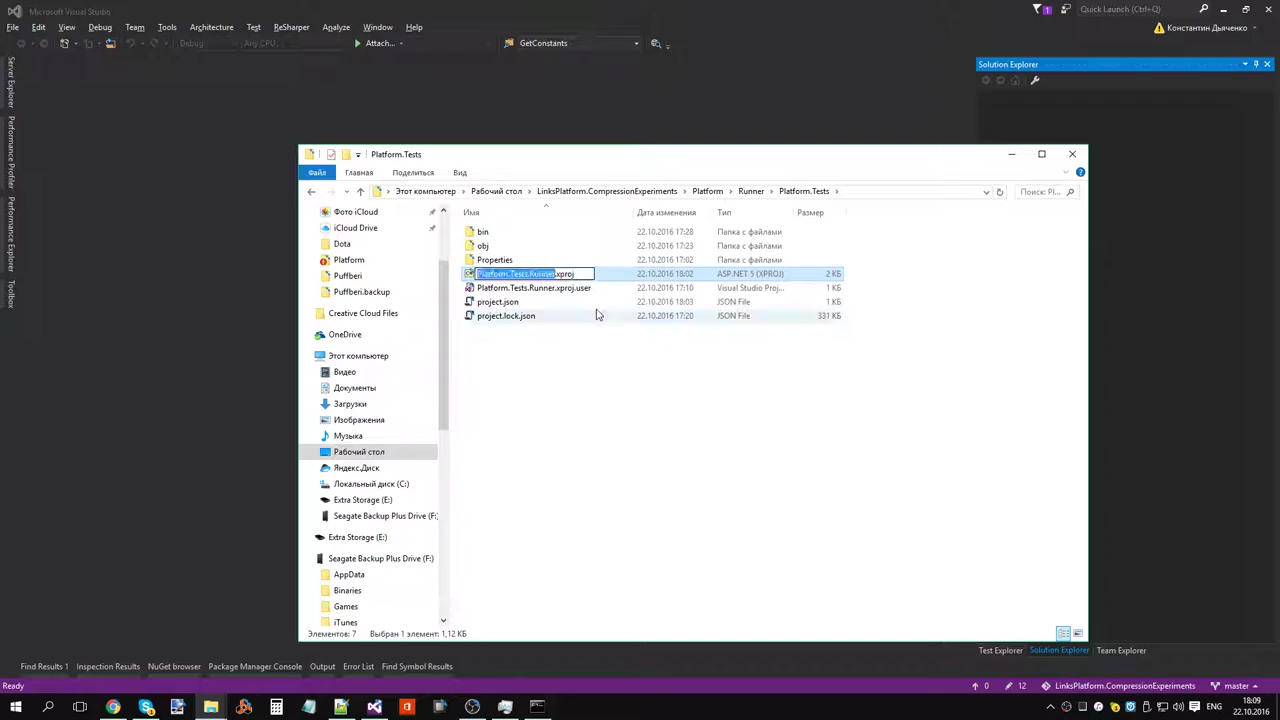 Microsoft Visual Studio
Quick Launch (Ctrl+Q)
File Edit View Debug Team Tools Architecture Test ReSharper Analyze Window Help
Константин Дьяченко
Debug Any CPU Attach... GetConstants
Server Explorer
Performance Profiler
Performance Explorer
Toolbox
Solution Explorer
Platform.Tests
Файл Главная Поделиться Вид
Этот компьютер Рабочий стол LinksPlatform.CompressionExperiments Platform Runner Platform.Tests
Поиск: Pl...
Имя Дата изменения Тип Размер
bin 22.10.2016 17:28 Папка с файлами
obj 22.10.2016 17:23 Папка с файлами
Properties 22.10.2016 17:02 Папка с файлами
Platform.Tests.Runner.xproj 22.10.2016 18:02 ASP.NET 5 (XPROJ) 2 КБ
Platform.Tests.Runner.xproj.user 22.10.2016 17:10 Visual Studio Proj... 1 КБ
project.json 22.10.2016 18:03 JSON File 1 КБ
project.lock.json 22.10.2016 17:20 JSON File 331 КБ
Фото iCloud
iCloud Drive
Dota
Platform
Puffberi
Puffberi.backup
Creative Cloud Files
OneDrive
Этот компьютер
Видео
Документы
Загрузки
Изображения
Музыка
Рабочий стол
Яндекс.Диск
Локальный диск (C:)
Extra Storage (E:)
Seagate Backup Plus Drive (F:)
Extra Storage (E:)
Seagate Backup Plus Drive (F:)
AppData
Binaries
Games
iTunes
Элементов: 7 Выбран 1 элемент: 1,12 КБ
Test Explorer Solution Explorer Team Explorer
Find Results 1 Inspection Results NuGet browser Package Manager Console Output Error List Find Symbol Results
Ready
0 12 LinksPlatform.CompressionExperiments master
18:09
22.10.2016